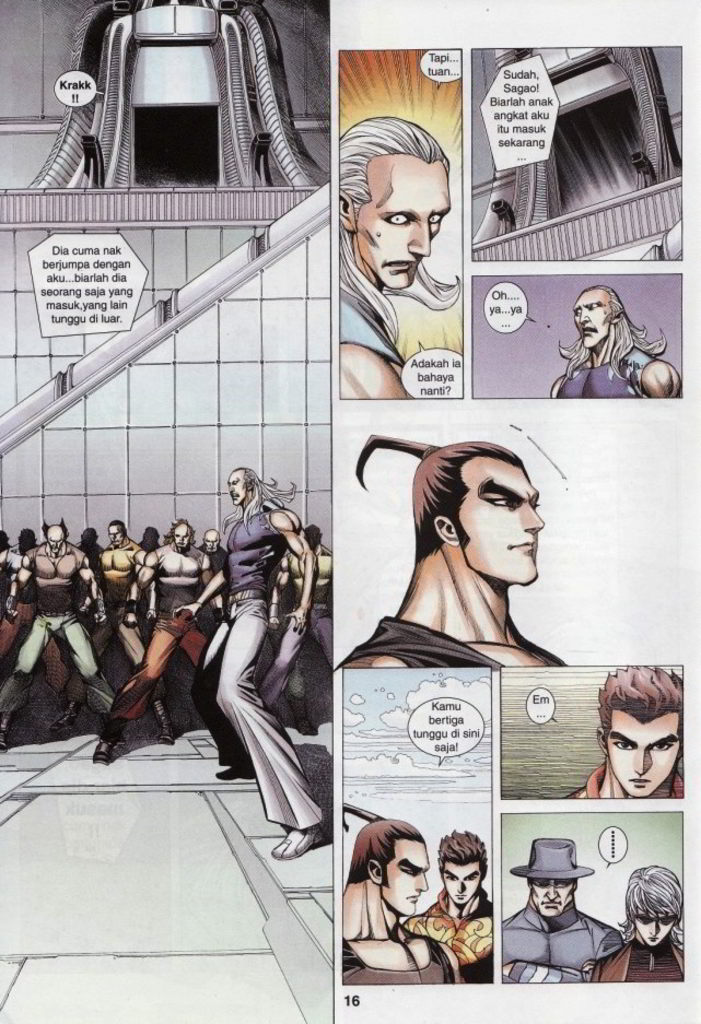 Krakk
!!
Dia cuma nak
berjumpa dengan
aku...biarlah dia
seorang saja yang
masuk,yang lain
tunggu di luar.
Tapi...
tuan...
Adakah ia
bahaya
nanti?
Sudah,
Sagao!
Biarlah anak
angkat aku
itu masuk
sekarang
...
Oh....
ya...ya
...
Kamu
bertiga
tunggu di sini
saja!
Em
...
......
16